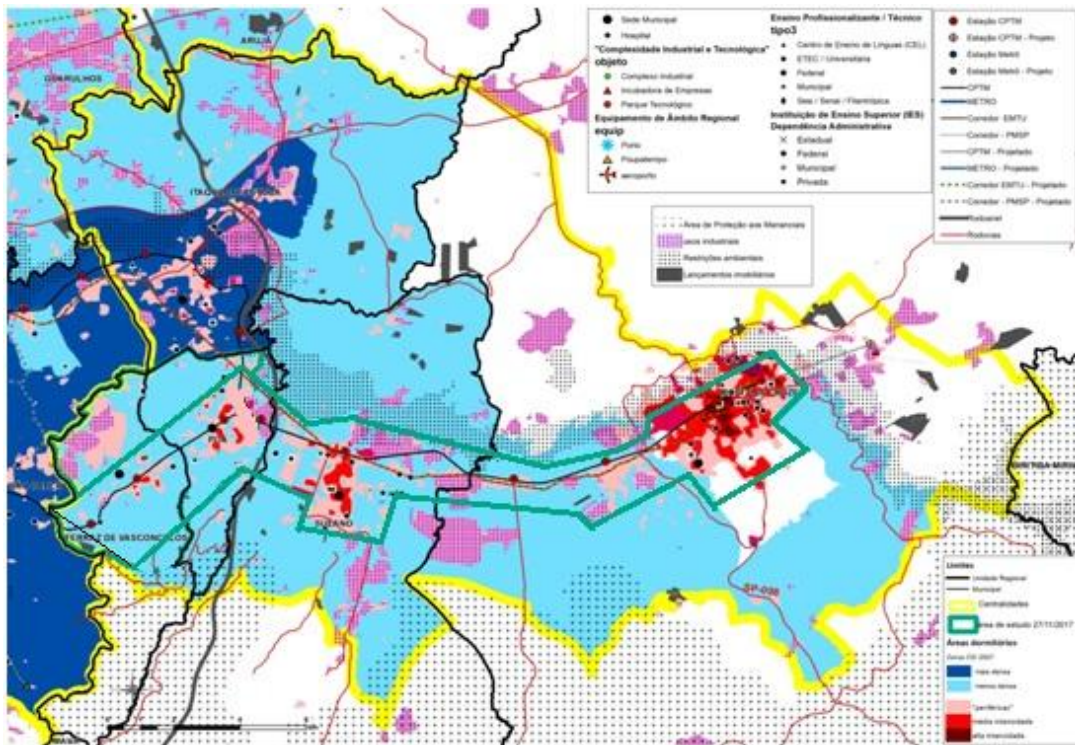 ARUJÁ
GUARULHOS
SUZANO
FERRAZ DE VASCONCELOS
SP-088
Sede Municipal
Hospital
"Complexidade Industrial e Tecnológica"
objeto
Complexo Industrial
Incubadora de Empresas
Parque Tecnológico
Equipamento de Âmbito Regional
equip
Porto
Poupatempo
aeroporto
Ensino Profissionalizante / Técnico
tipo3
Centro de Ensino de Línguas (CEL)
ETEC / Universitária
Federal
Municipal
Sesi / Senai / Filantrópica
Instituição de Ensino Superior (IES)
Dependência Administrativa
Estadual
Federal
Municipal
Privada
Estação CPTM
Estação CPTM - Projeto
Estação Metrô
Estação Metrô - Projeto
CPTM
METRO
Corredor EMTU
Corredor - PMSP
CPTM - Projetado
METRO - Projetado
Corredor EMTU - Projetado
Corredor - PMSP - Projetado
Rodoanel
Rodovias
Área de Proteção aos Mananciais
usos industriais
Restrições ambientais
Lançamentos imobiliários
Limites
Unidade Regional
Municipal
Centralidades
área de estudo 27/11/2017
Áreas dormitórios
mais densa
menos densa
"periféricas"
média intensidade
alta intensidade